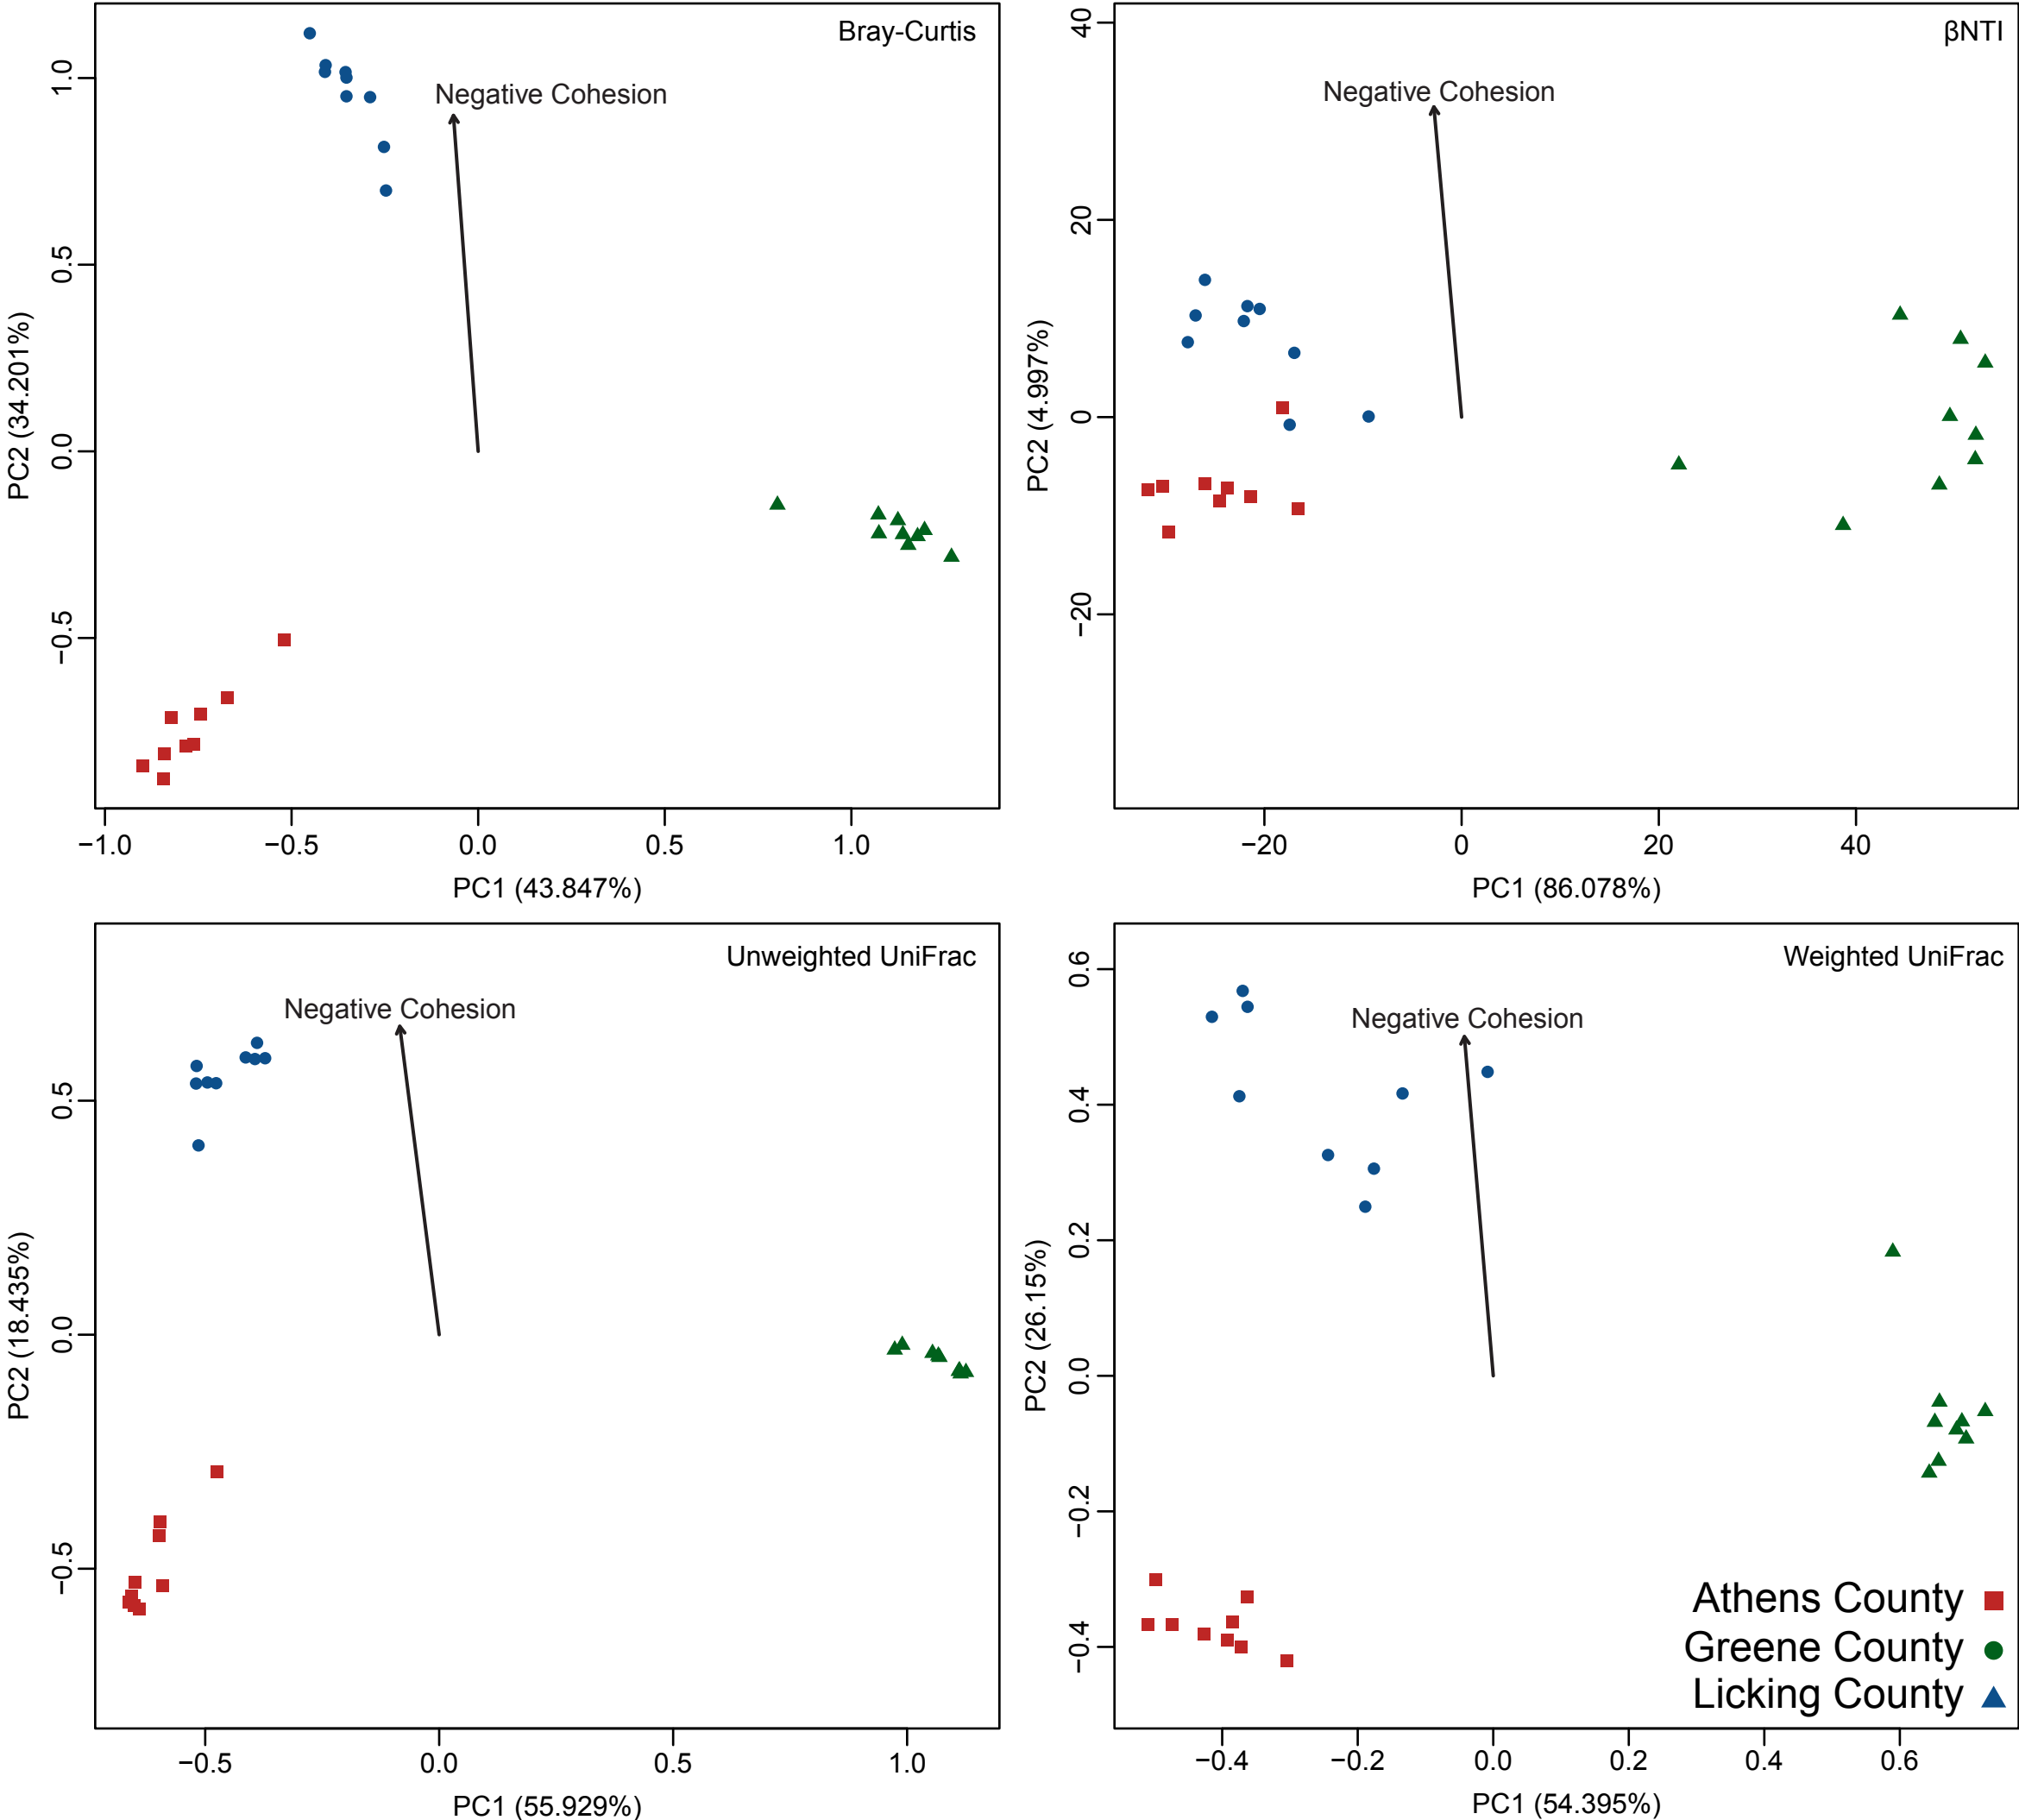 Bray-Curtis
Negative Cohesion
1.0
0.5
0.0
−0.5
PC2 (34.201%)
−1.0 −0.5 0.0 0.5 1.0
PC1 (43.847%)
βNTI
Negative Cohesion
40
20
0
−20
PC2 (4.997%)
−20 0 20 40
PC1 (86.078%)
Unweighted UniFrac
Negative Cohesion
0.5
0.0
−0.5
PC2 (18.435%)
−0.5 0.0 0.5 1.0
PC1 (55.929%)
Weighted UniFrac
Negative Cohesion
0.6
0.4
0.2
0.0
−0.2
−0.4
PC2 (26.15%)
Athens County
Greene County
Licking County
−0.4 −0.2 0.0 0.2 0.4 0.6
PC1 (54.395%)